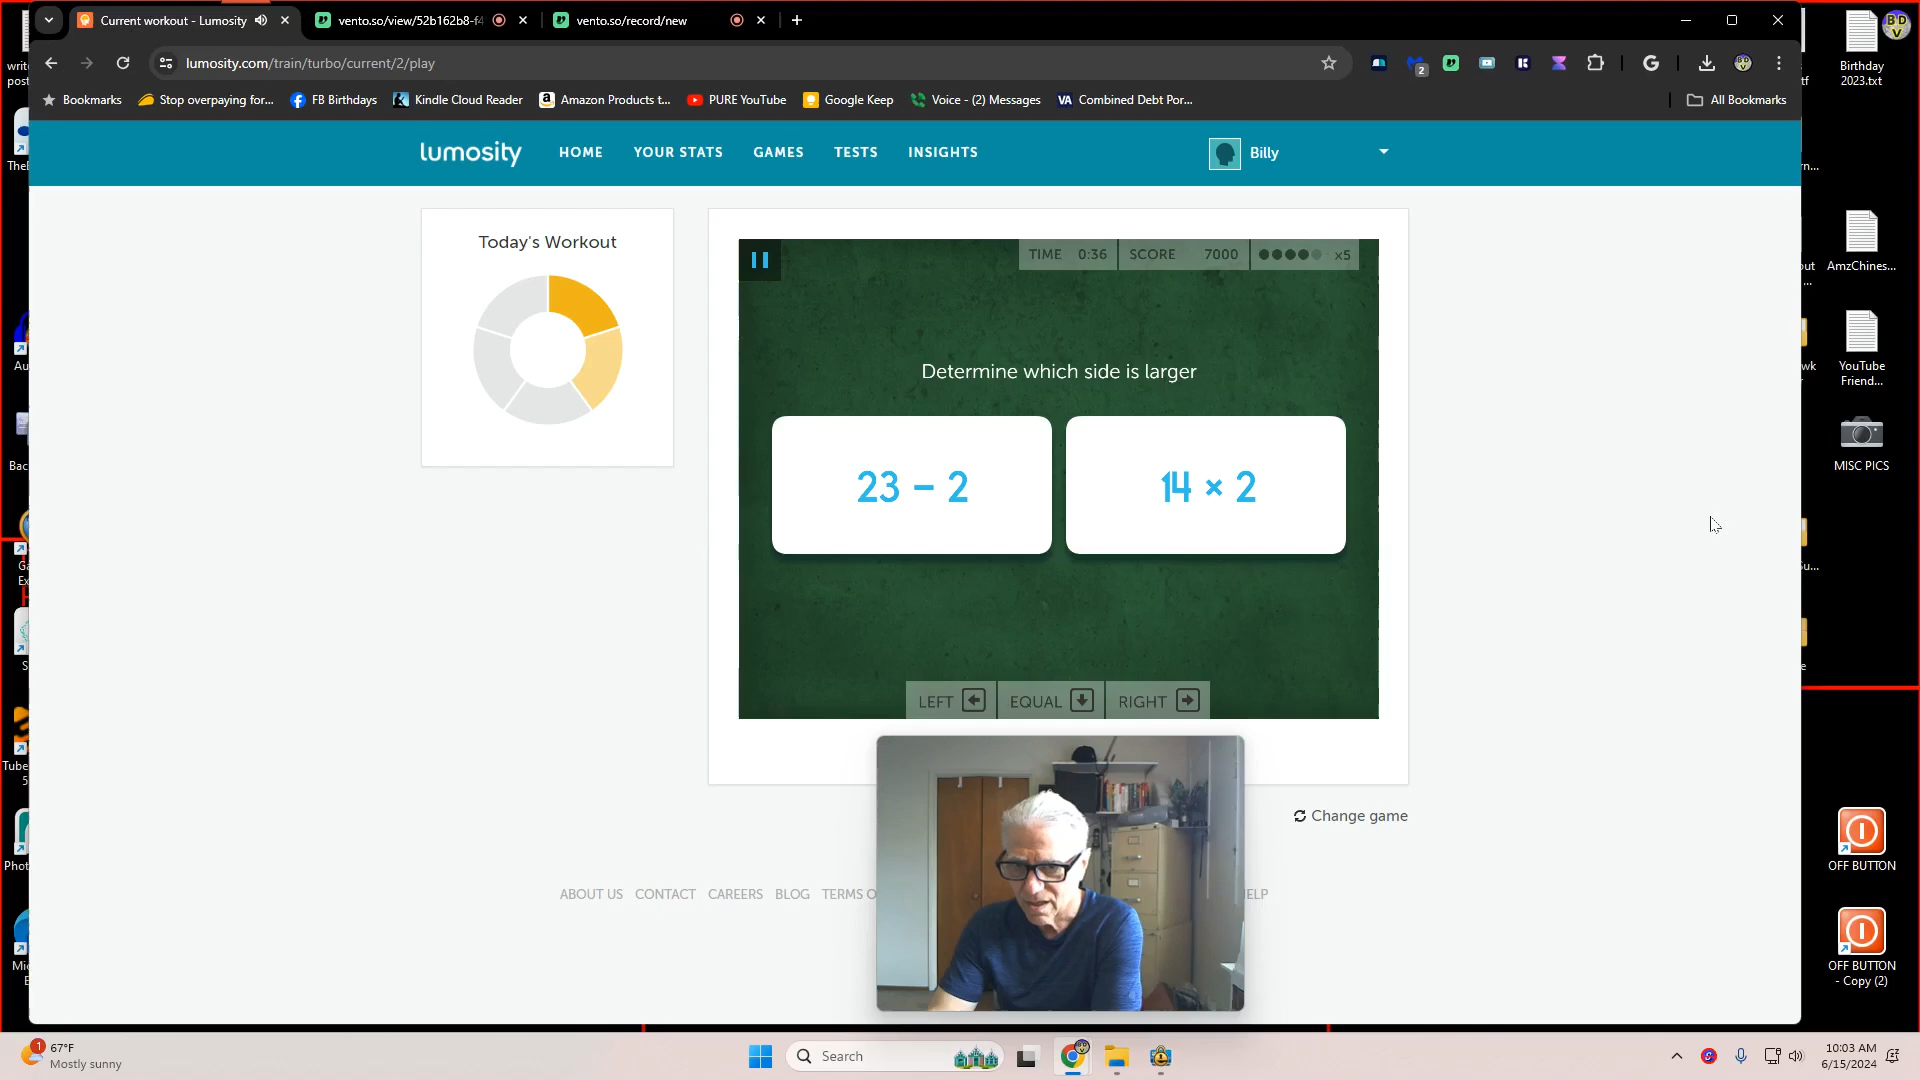 Current workout - Lumosity
vento.so/view/52b162b8-f4
vento.so/record/new
lumosity.com/train/turbo/current/2/play
2
Bookmarks
Stop overpaying for...
FB Birthdays
Kindle Cloud Reader
Amazon Products t...
PURE YouTube
Google Keep
Voice - (2) Messages
VA Combined Debt Por...
All Bookmarks
lumosity
HOME
YOUR STATS
GAMES
TESTS
INSIGHTS
Billy
Today's Workout
TIME 0:36
SCORE 7000
x5
Determine which side is larger
23 − 2
14 × 2
LEFT
EQUAL
RIGHT
Change game
ABOUT US
CONTACT
CAREERS
BLOG
TERMS O
ELP
Birthday
2023.txt
AmzChines...
YouTube
Friend...
MISC PICS
OFF BUTTON
OFF BUTTON
- Copy (2)
1
67°F
Mostly sunny
Search
10:03 AM
6/15/2024